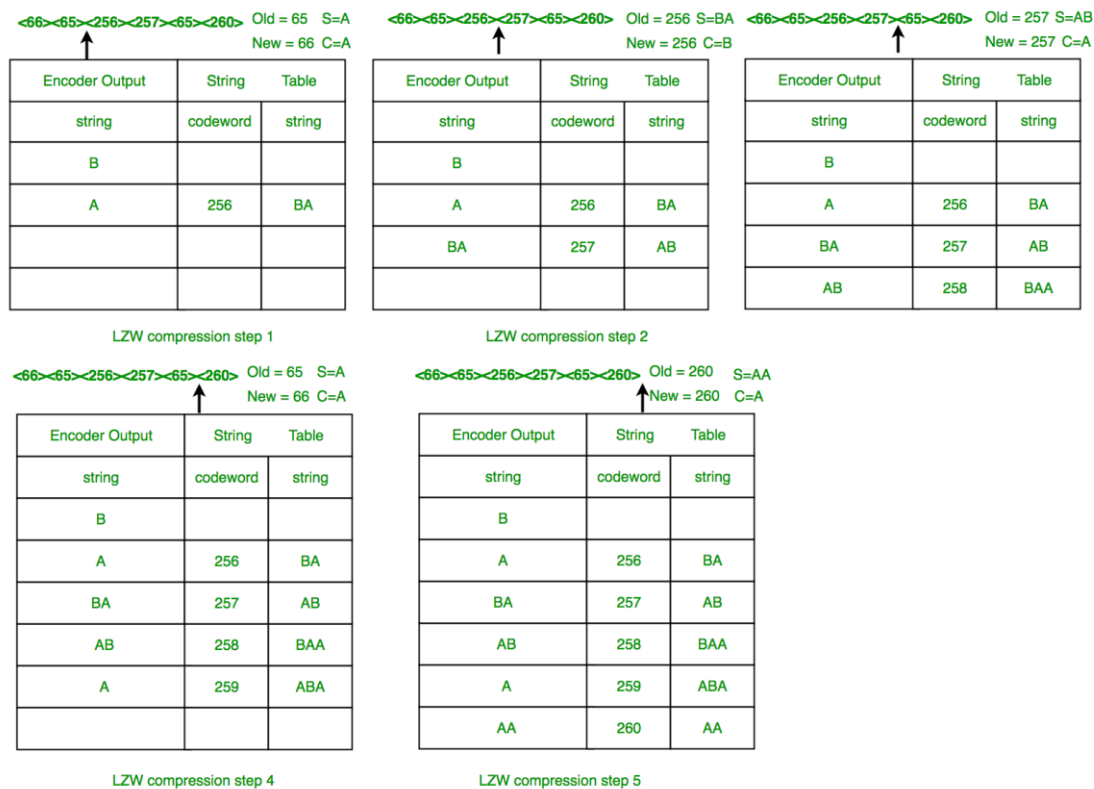 <66><65><256><257><65><260> Old = 65 S=A
New = 66 C=A
Encoder Output String Table
string codeword string
B
A 256 BA
LZW compression step 1
<66><65><256><257><65><260> Old = 256 S=BA
New = 256 C=B
Encoder Output String Table
string codeword string
B
A 256 BA
BA 257 AB
LZW compression step 2
<66><65><256><257><65><260> Old = 257 S=AB
New = 257 C=A
Encoder Output String Table
string codeword string
B
A 256 BA
BA 257 AB
AB 258 BAA
<66><65><256><257><65><260> Old = 65 S=A
New = 66 C=A
Encoder Output String Table
string codeword string
B
A 256 BA
BA 257 AB
AB 258 BAA
A 259 ABA
LZW compression step 4
<66><65><256><257><65><260> Old = 260 S=AA
New = 260 C=A
Encoder Output String Table
string codeword string
B
A 256 BA
BA 257 AB
AB 258 BAA
A 259 ABA
AA 260 AA
LZW compression step 5